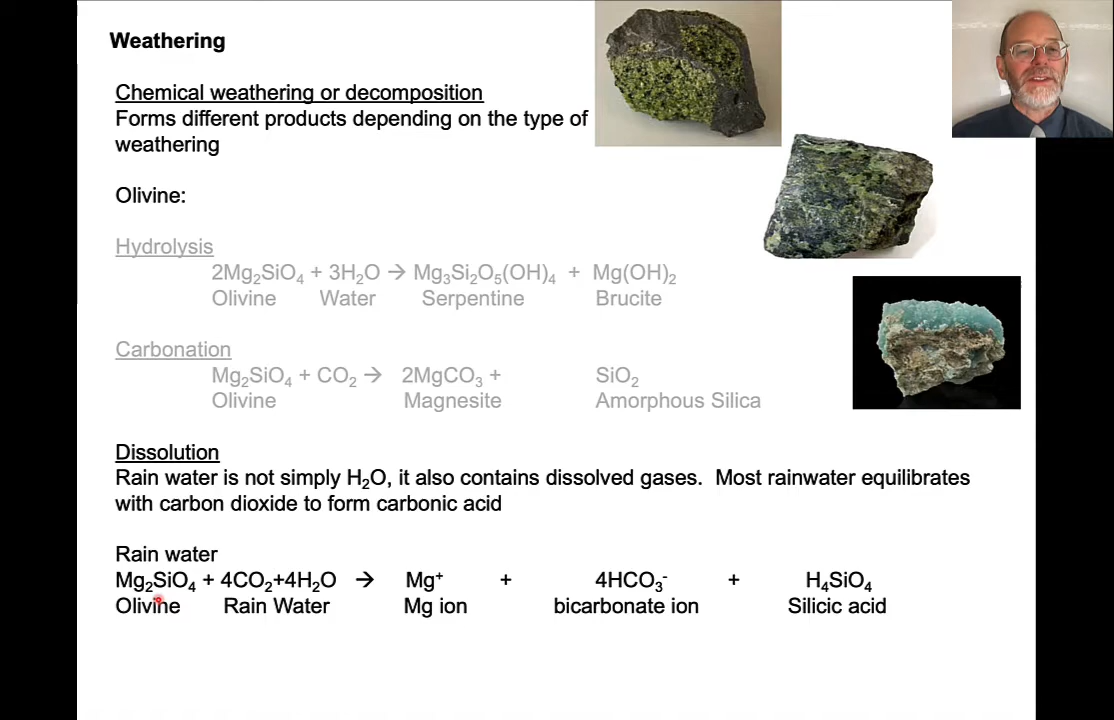 Weathering
Chemical weathering or decomposition
Forms different products depending on the type of
weathering
Olivine:
Hydrolysis
2Mg₂SiO₄ + 3H₂O → Mg₃Si₂O₅(OH)₄ + Mg(OH)₂
Olivine Water Serpentine Brucite
Carbonation
Mg₂SiO₄ + CO₂ → 2MgCO₃ + SiO₂
Olivine Magnesite Amorphous Silica
Dissolution
Rain water is not simply H₂O, it also contains dissolved gases. Most rainwater equilibrates
with carbon dioxide to form carbonic acid
Rain water
Mg₂SiO₄ + 4CO₂+4H₂O → Mg⁺ + 4HCO₃⁻ + H₄SiO₄
Olivine Rain Water Mg ion bicarbonate ion Silicic acid